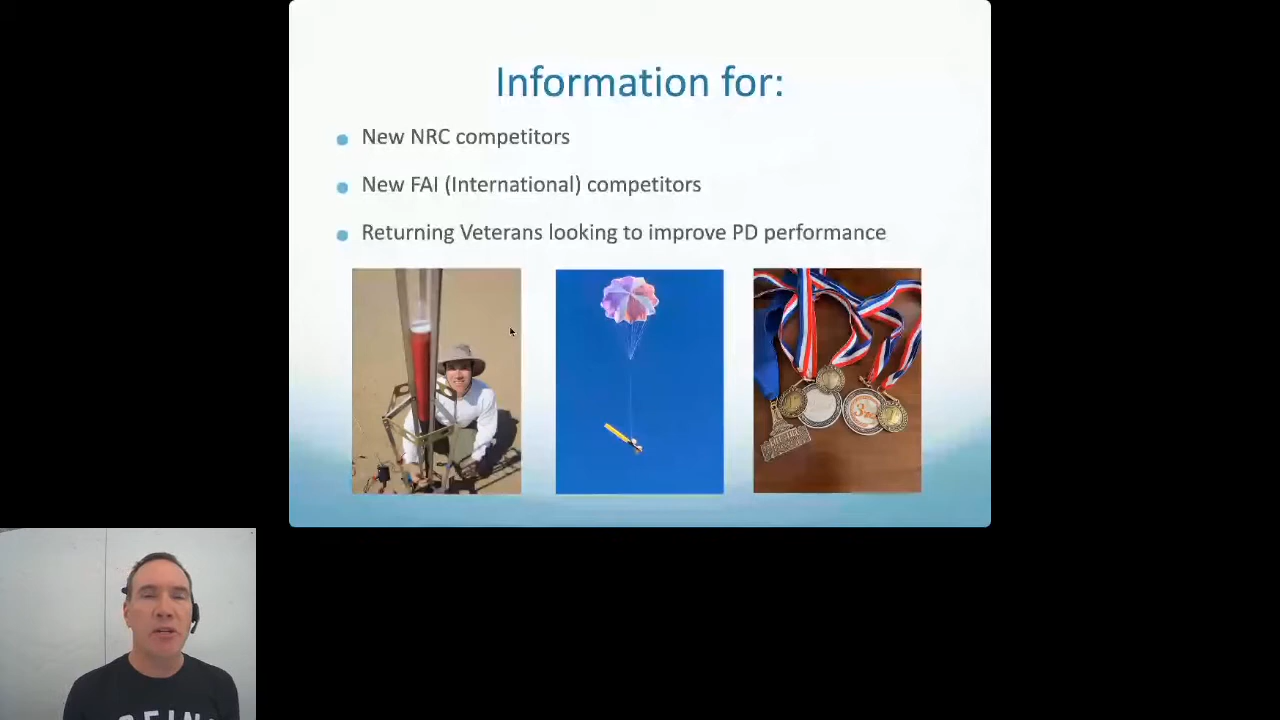 Information for:
New NRC competitors
New FAI (International) competitors
Returning Veterans looking to improve PD performance